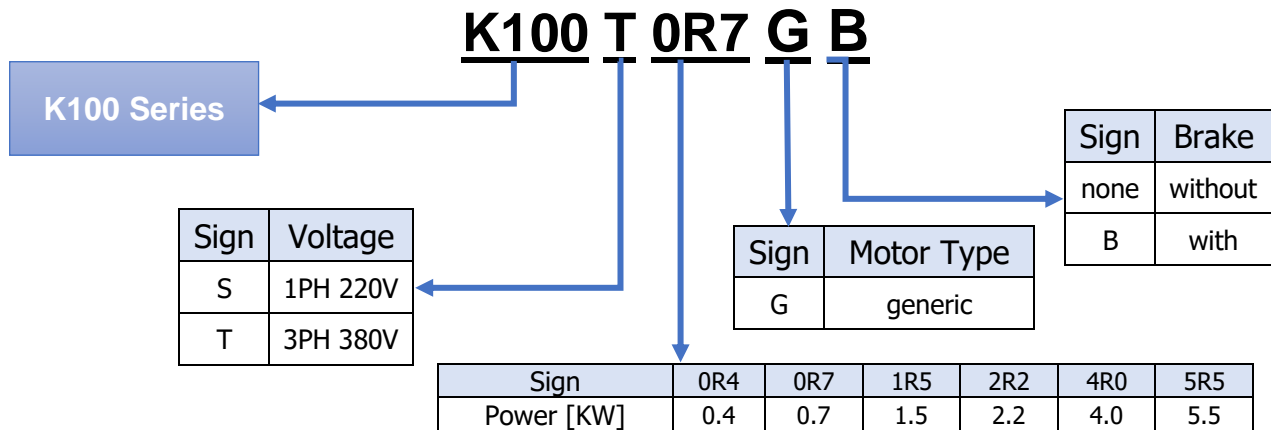 K100 T 0R7 G B
K100 Series
Sign Brake
none without
B with
Sign Voltage
S 1PH 220V
T 3PH 380V
Sign Motor Type
G generic
Sign 0R4 0R7 1R5 2R2 4R0 5R5
Power [KW] 0.4 0.7 1.5 2.2 4.0 5.5